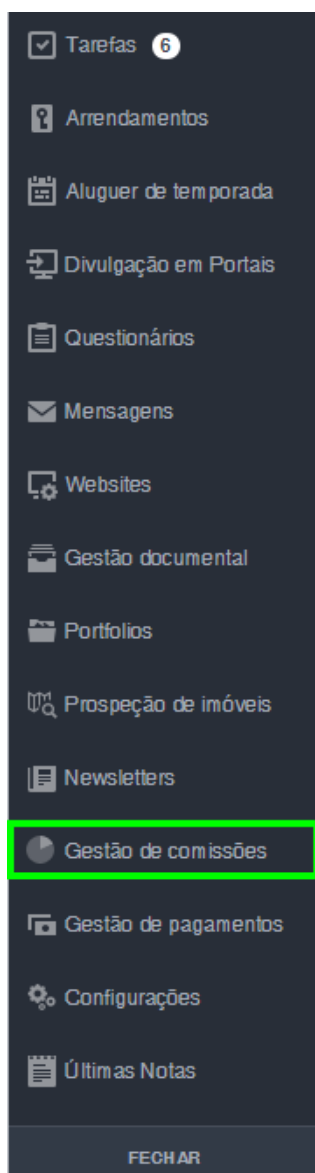 Tarefas 6
Arrendamentos
Aluguer de temporada
Divulgação em Portais
Questionários
Mensagens
Websites
Gestão documental
Portfolios
Prospeção de imóveis
Newsletters
Gestão de comissões
Gestão de pagamentos
Configurações
Últimas Notas
FECHAR